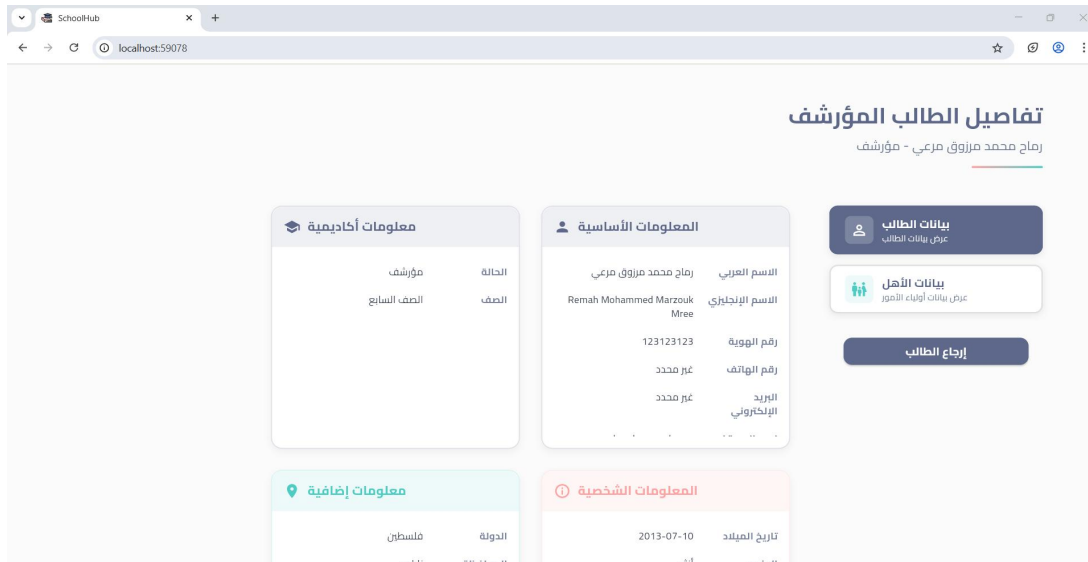 SchoolHub
localhost:59078
تفاصيل الطالب المؤرشف
رماح محمد مرزوق مرعي - مؤرشف
بيانات الطالب
عرض بيانات الطالب
بيانات الأهل
عرض بيانات أولياء الأمور
إرجاع الطالب
المعلومات الأساسية
الاسم العربي رماح محمد مرزوق مرعي
الاسم الإنجليزي Remah Mohammed Marzouk
Mree
رقم الهوية 123123123
رقم الهاتف غير محدد
البريد غير محدد
الإلكتروني
معلومات أكاديمية
الحالة مؤرشف
الصف الصف السابع
المعلومات الشخصية
تاريخ الميلاد 2013-07-10
معلومات إضافية
الدولة فلسطين